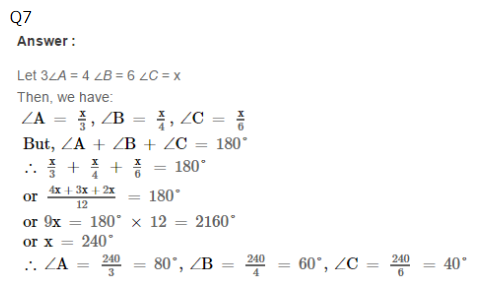 Q7
Answer :
Let 3∠A = 4 ∠B = 6 ∠C = x
Then, we have:
∠A = x/3 , ∠B = x/4 , ∠C = x/6
But, ∠A + ∠B + ∠C = 180°
∴ x/3 + x/4 + x/6 = 180°
or (4x + 3x + 2x)/12 = 180°
or 9x = 180° × 12 = 2160°
or x = 240°
∴ ∠A = 240/3 = 80°, ∠B = 240/4 = 60°, ∠C = 240/6 = 40°